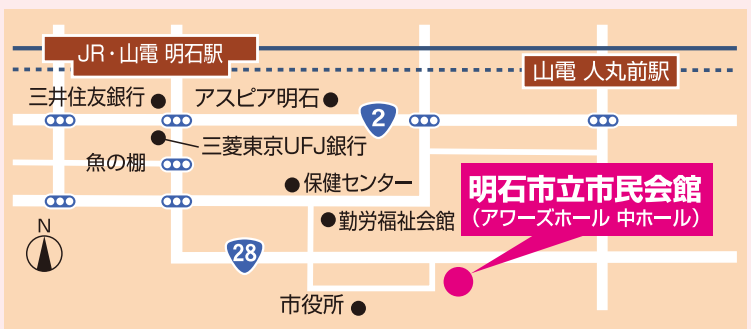 JR・山電 明石駅
山電 人丸前駅
三井住友銀行
アスピア明石
2
三菱東京UFJ銀行
魚の棚
保健センター
明石市立市民会館
（アワーズホール 中ホール）
勤労福祉会館
N
28
市役所